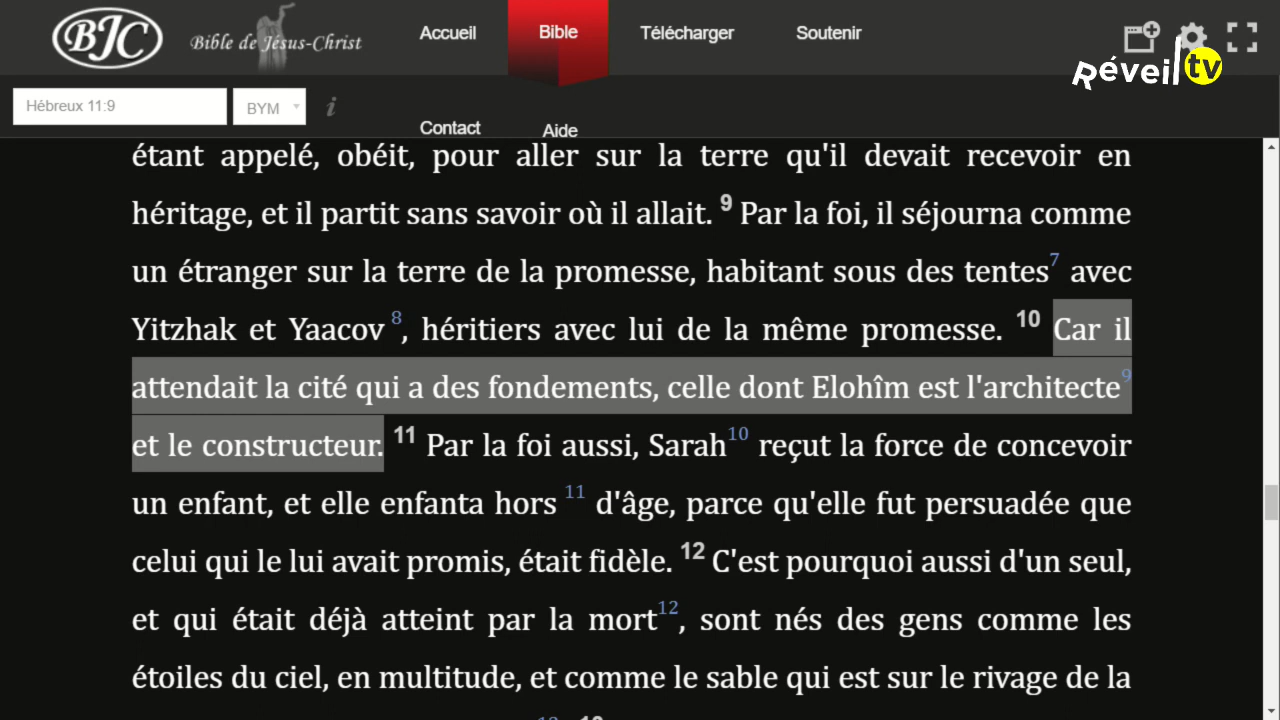 BJC
Bible de Jésus-Christ
Accueil
Bible
Télécharger
Soutenir
Réveil tv
Hébreux 11:9
BYM
i
Contact
Aide
étant appelé, obéit, pour aller sur la terre qu'il devait recevoir en
héritage, et il partit sans savoir où il allait. 9 Par la foi, il séjourna comme
un étranger sur la terre de la promesse, habitant sous des tentes7 avec
Yitzhak et Yaacov 8, héritiers avec lui de la même promesse. 10 Car il
attendait la cité qui a des fondements, celle dont Elohîm est l'architecte9
et le constructeur. 11 Par la foi aussi, Sarah10 reçut la force de concevoir
un enfant, et elle enfanta hors 11 d'âge, parce qu'elle fut persuadée que
celui qui le lui avait promis, était fidèle. 12 C'est pourquoi aussi d'un seul,
et qui était déjà atteint par la mort12, sont nés des gens comme les
étoiles du ciel, en multitude, et comme le sable qui est sur le rivage de la